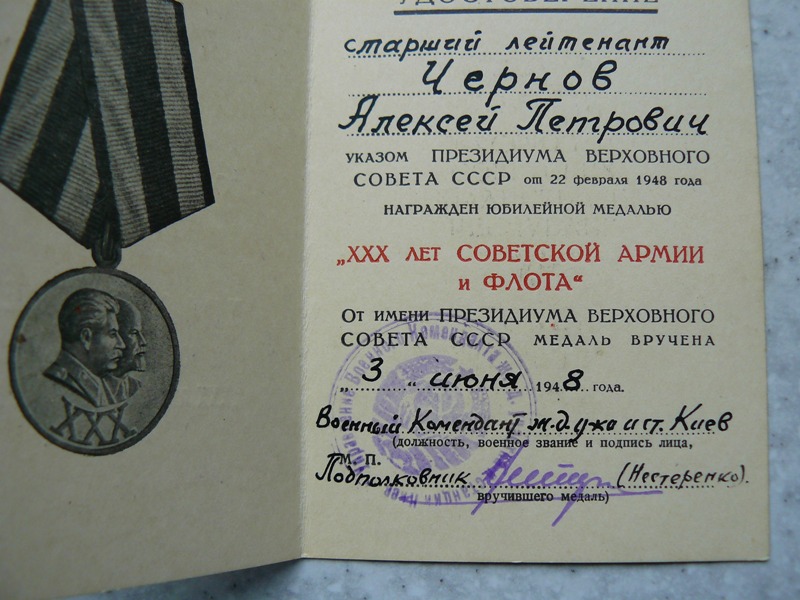 УДОСТОВЕРЕНИЕ
старший лейтенант
Чернов
Алексей Петрович
УКАЗОМ ПРЕЗИДИУМА ВЕРХОВНОГО
СОВЕТА СССР от 22 февраля 1948 года
НАГРАЖДЕН ЮБИЛЕЙНОЙ МЕДАЛЬЮ
„XXX ЛЕТ СОВЕТСКОЙ АРМИИ
И ФЛОТА“
От имени ПРЕЗИДИУМА ВЕРХОВНОГО
СОВЕТА СССР МЕДАЛЬ ВРУЧЕНА
„3“ июня 1948 года.
Военный Комендант ж.д. уж а и ст. Киев
(должность, военное звание и подпись лица,
М. П.
Подполковник (Нестеренко).
вручившего медаль)
XXX